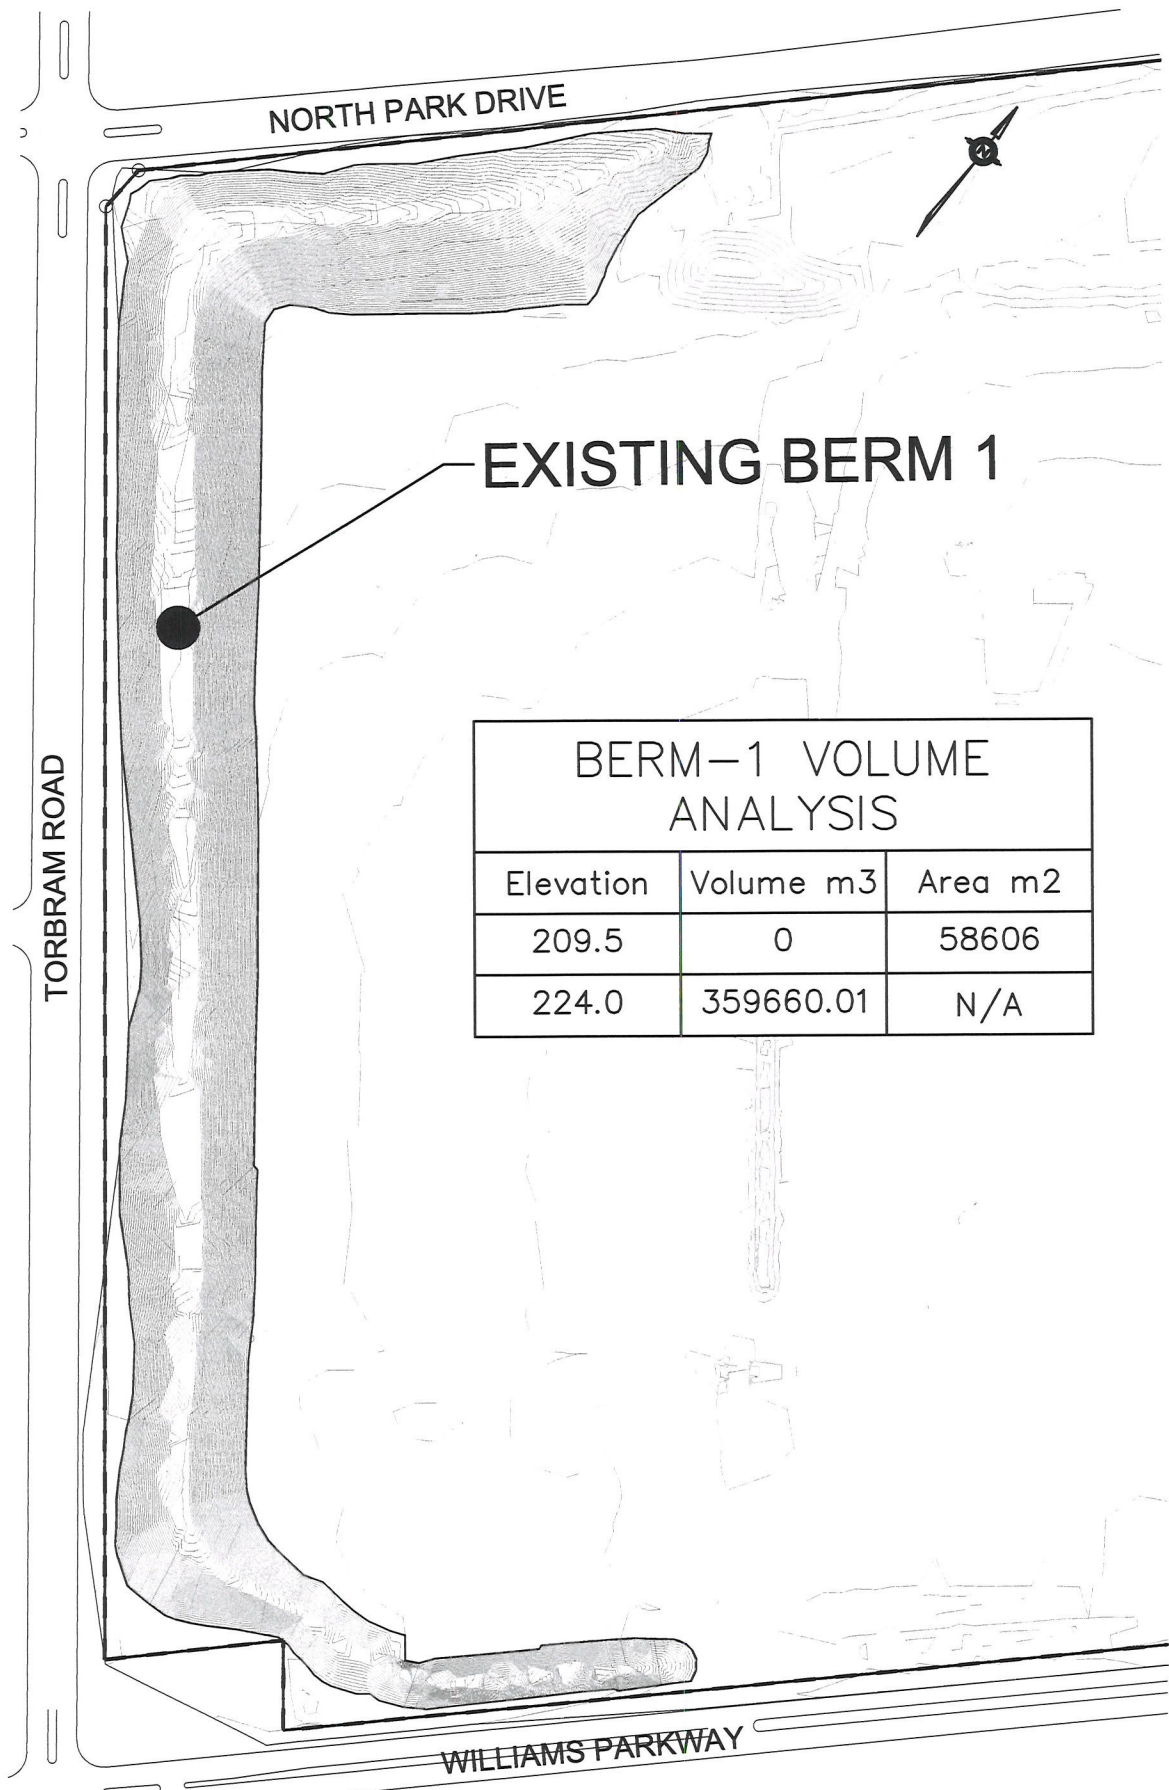 NORTH PARK DRIVE
N
EXISTING BERM 1
TORBRAM ROAD
BERM-1 VOLUME
ANALYSIS
Elevation Volume m3 Area m2
209.5 0 58606
224.0 359660.01 N/A
WILLIAMS PARKWAY